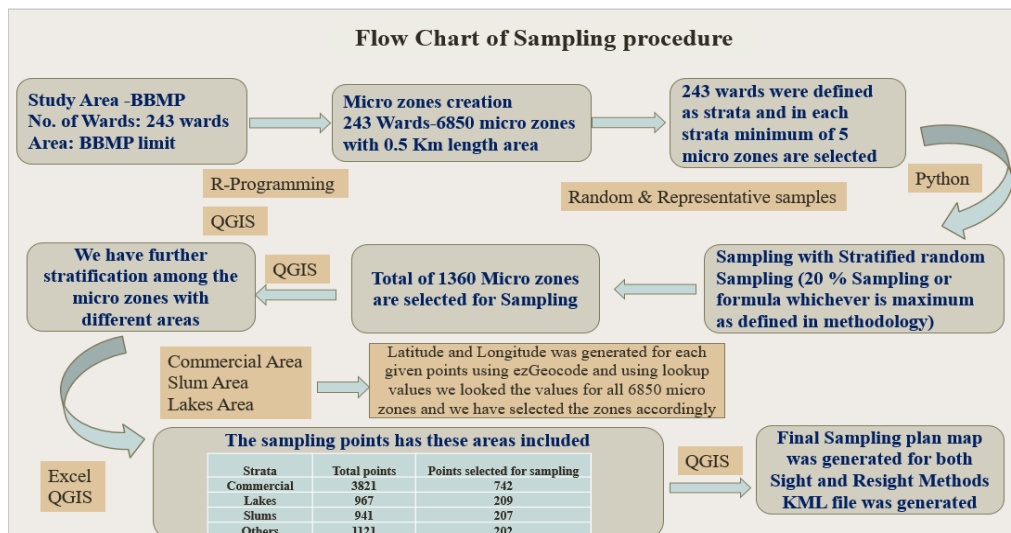 Flow Chart of Sampling procedure
Study Area -BBMP
No. of Wards: 243 wards
Area: BBMP limit
Micro zones creation
243 Wards-6850 micro zones
with 0.5 Km length area
243 wards were defined
as strata and in each
strata minimum of 5
micro zones are selected
R-Programming
QGIS
Random & Representative samples
Python
Sampling with Stratified random
Sampling (20 % Sampling or
formula whichever is maximum
as defined in methodology)
Total of 1360 Micro zones
are selected for Sampling
QGIS
We have further
stratification among the
micro zones with
different areas
Commercial Area
Slum Area
Lakes Area
Latitude and Longitude was generated for each
given points using ezGeocode and using lookup
values we looked the values for all 6850 micro
zones and we have selected the zones accordingly
Excel
QGIS
The sampling points has these areas included
Strata Total points Points selected for sampling
Commercial 3821 742
Lakes 967 209
Slums 941 207
Others 1121 202
QGIS
Final Sampling plan map
was generated for both
Sight and Resight Methods
KML file was generated